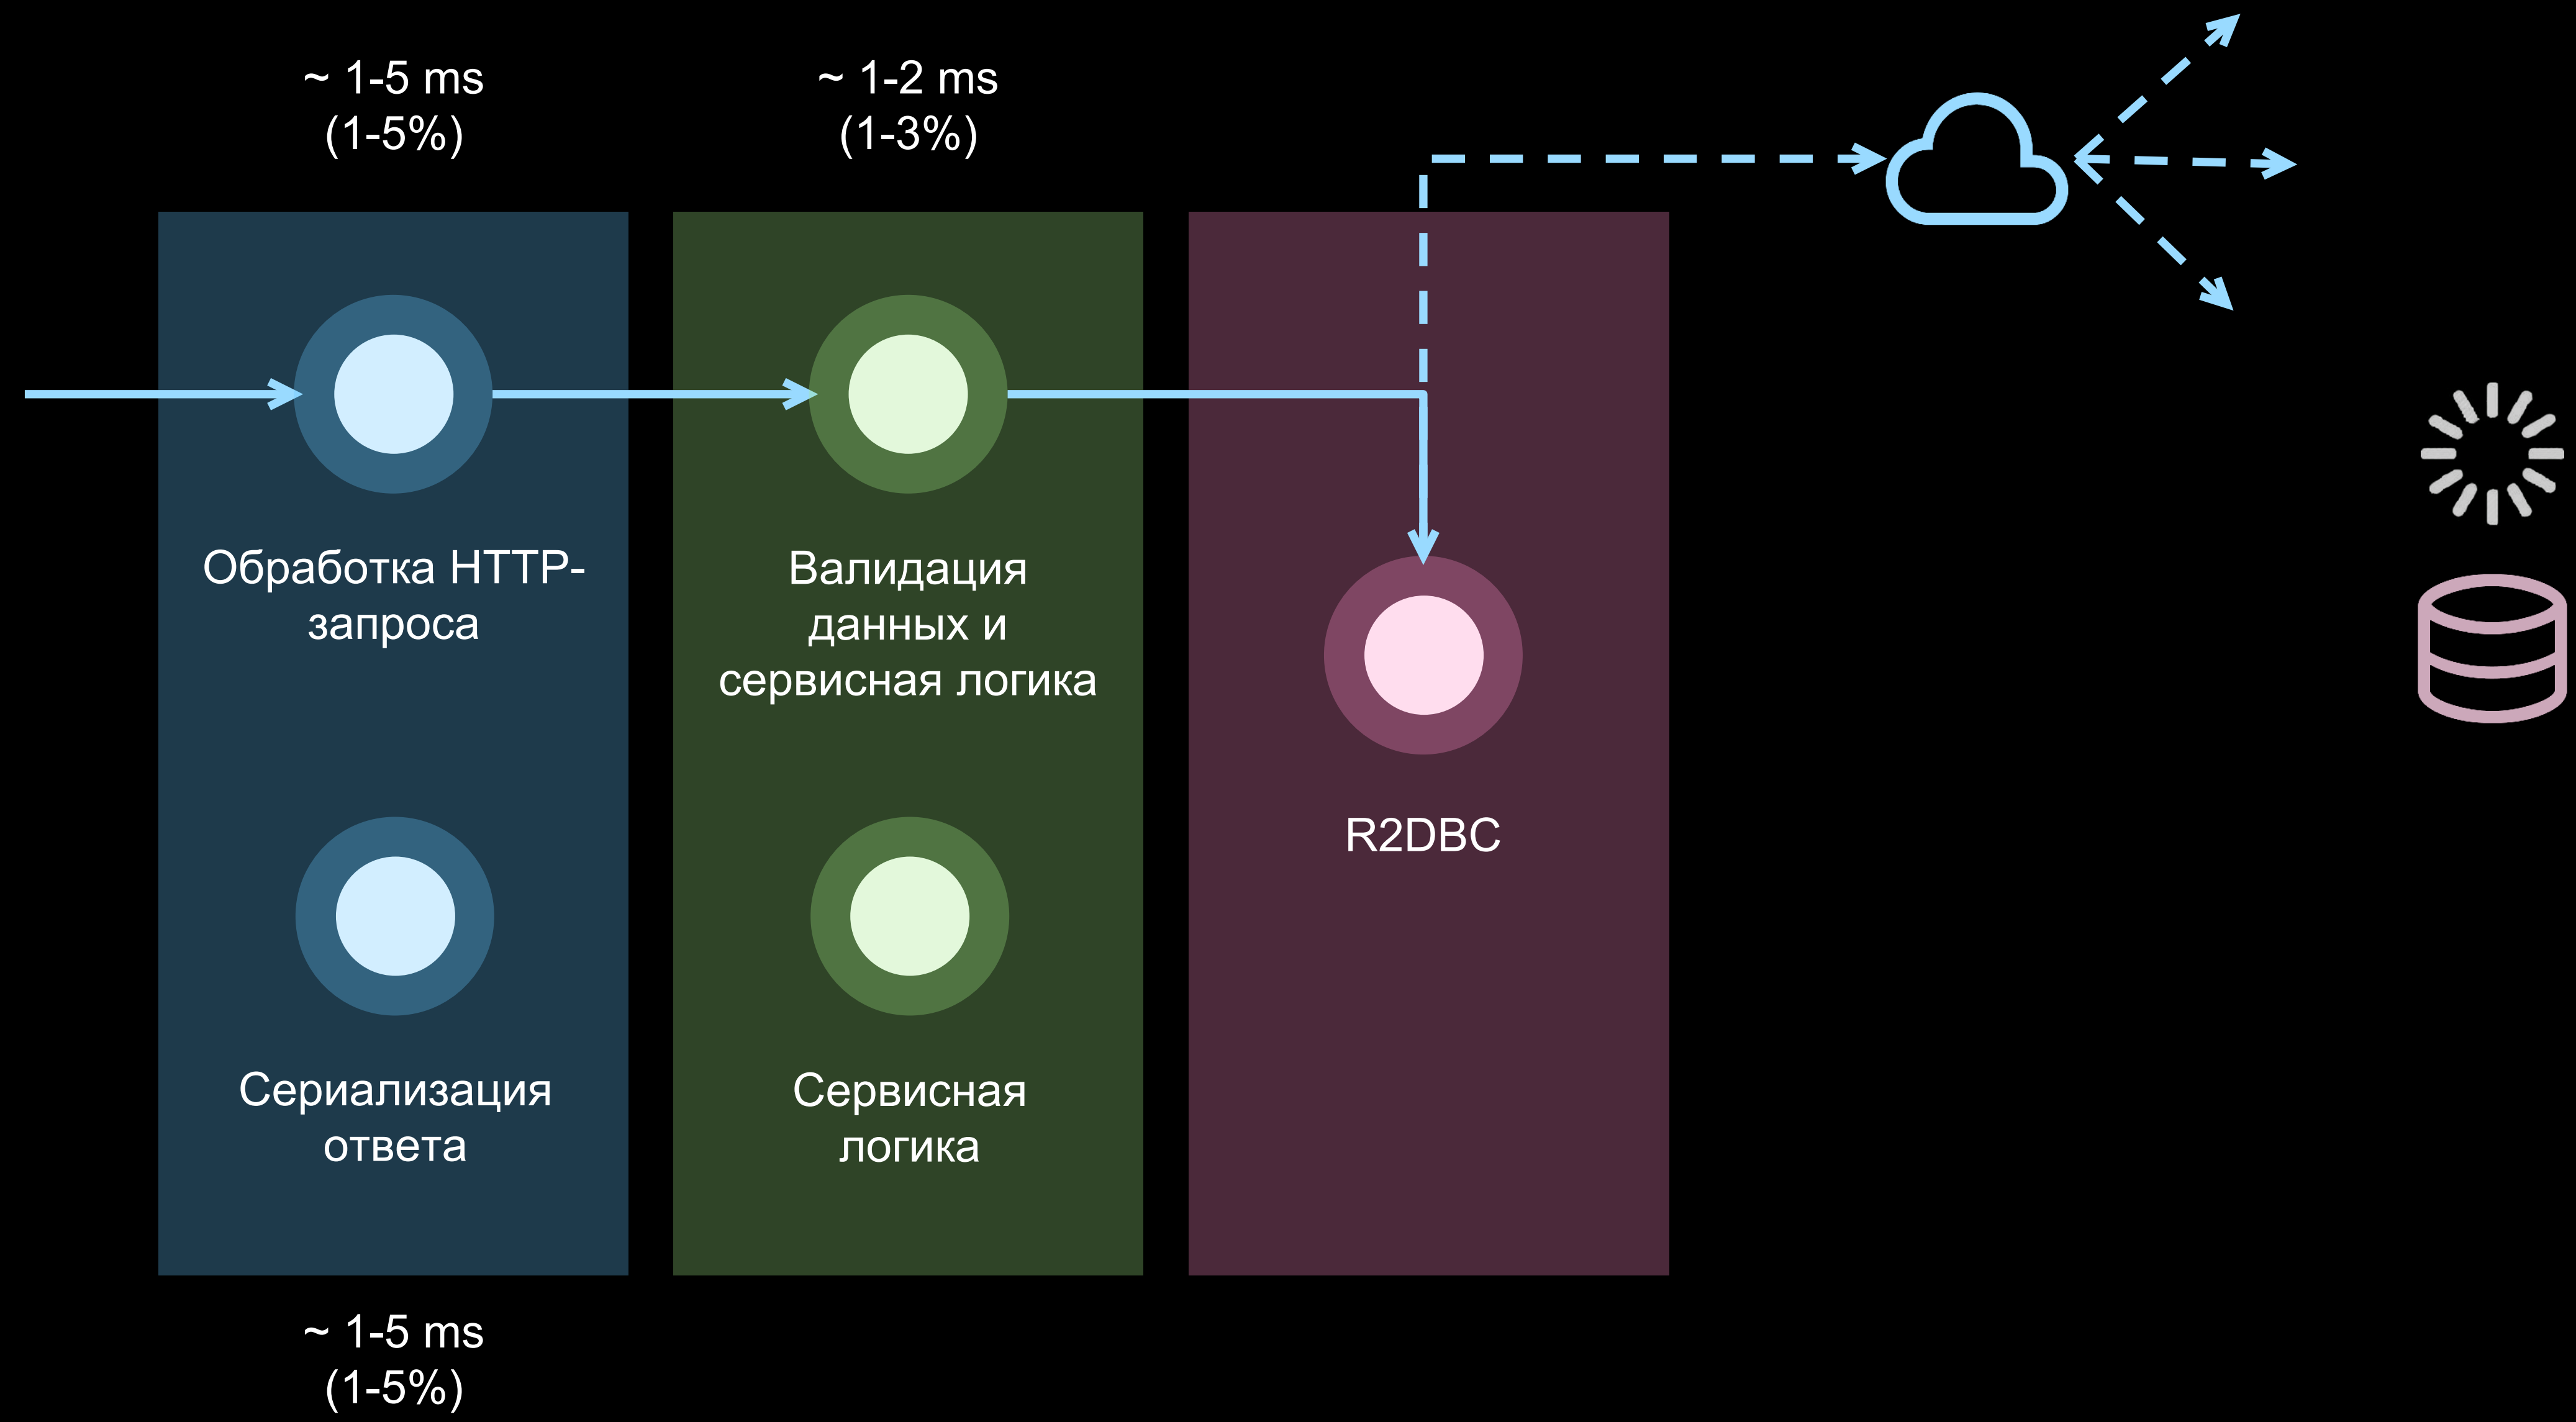 ~ 1-5 ms
(1-5%)
~ 1-2 ms
(1-3%)
Обработка HTTP-
запроса
Валидация
данных и
сервисная логика
R2DBC
Сериализация
ответа
Сервисная
логика
~ 1-5 ms
(1-5%)